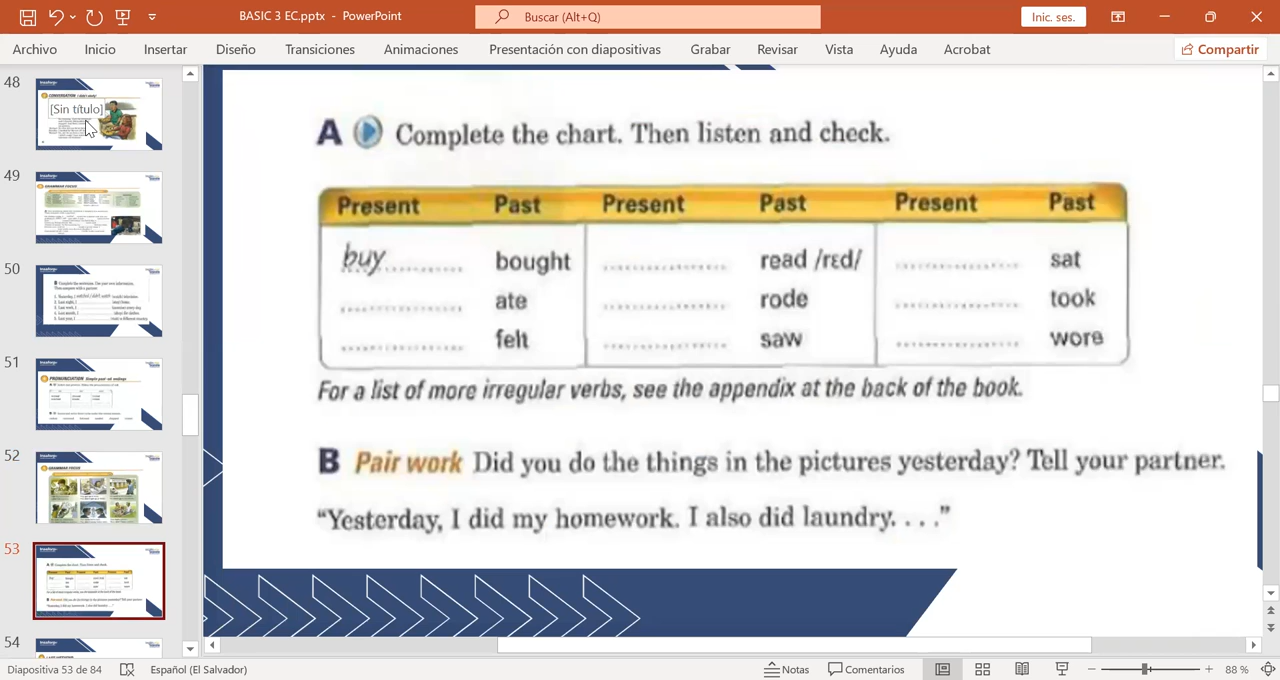 BASIC 3 EC.pptx - PowerPoint
Buscar (Alt+Q)
Inic. ses.
Archivo Inicio Insertar Diseño Transiciones Animaciones Presentación con diapositivas Grabar Revisar Vista Ayuda Acrobat
Compartir
48
[Sin título]
49
50
51
52
53
54
A Complete the chart. Then listen and check.
Present Past Present Past Present Past
buy bought read /rɛd/ sat
ate rode took
felt saw wore
For a list of more irregular verbs, see the appendix at the back of the book.
B Pair work Did you do the things in the pictures yesterday? Tell your partner.
“Yesterday, I did my homework. I also did laundry. . . .”
Diapositiva 53 de 84 Español (El Salvador) Notas Comentarios 88 %